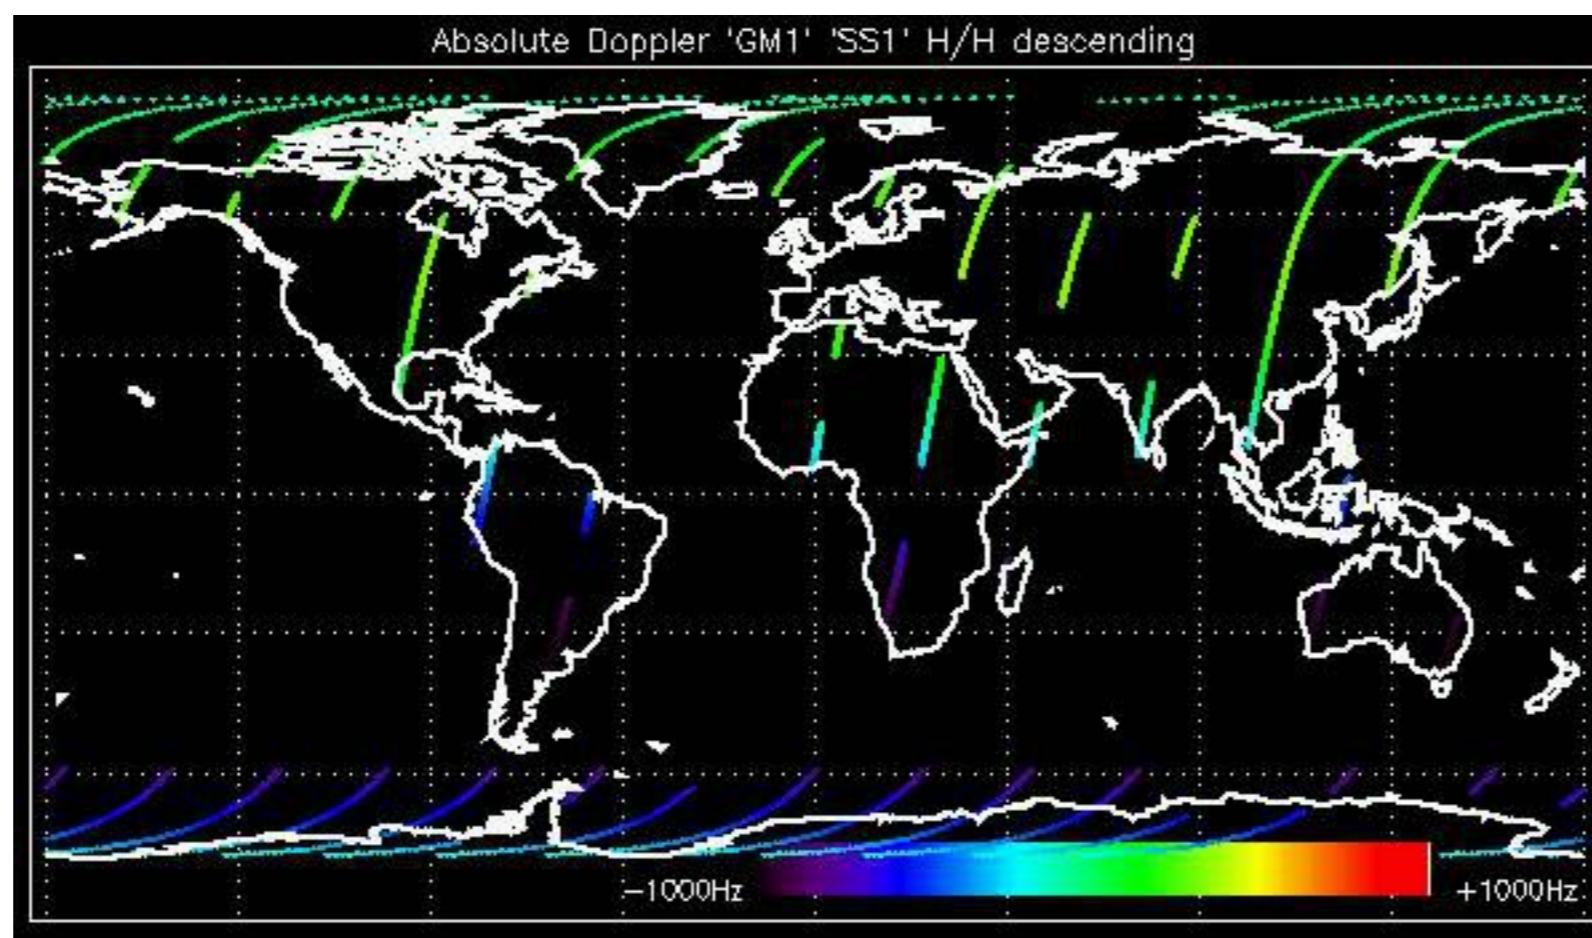 Absolute Doppler 'GM1' 'SS1' H/H descending
−1000Hz
+1000Hz